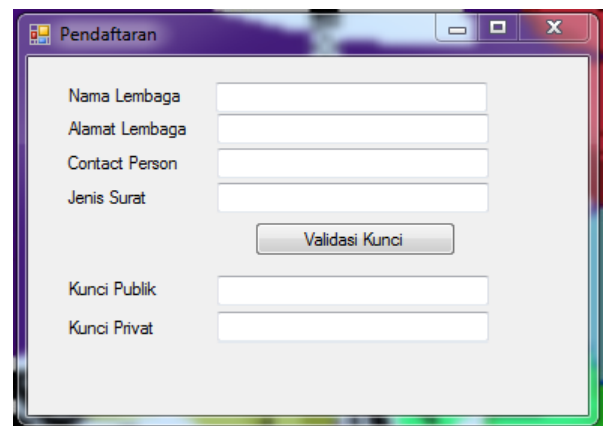 Pendaftaran
Nama Lembaga
Alamat Lembaga
Contact Person
Jenis Surat
Validasi Kunci
Kunci Publik
Kunci Privat